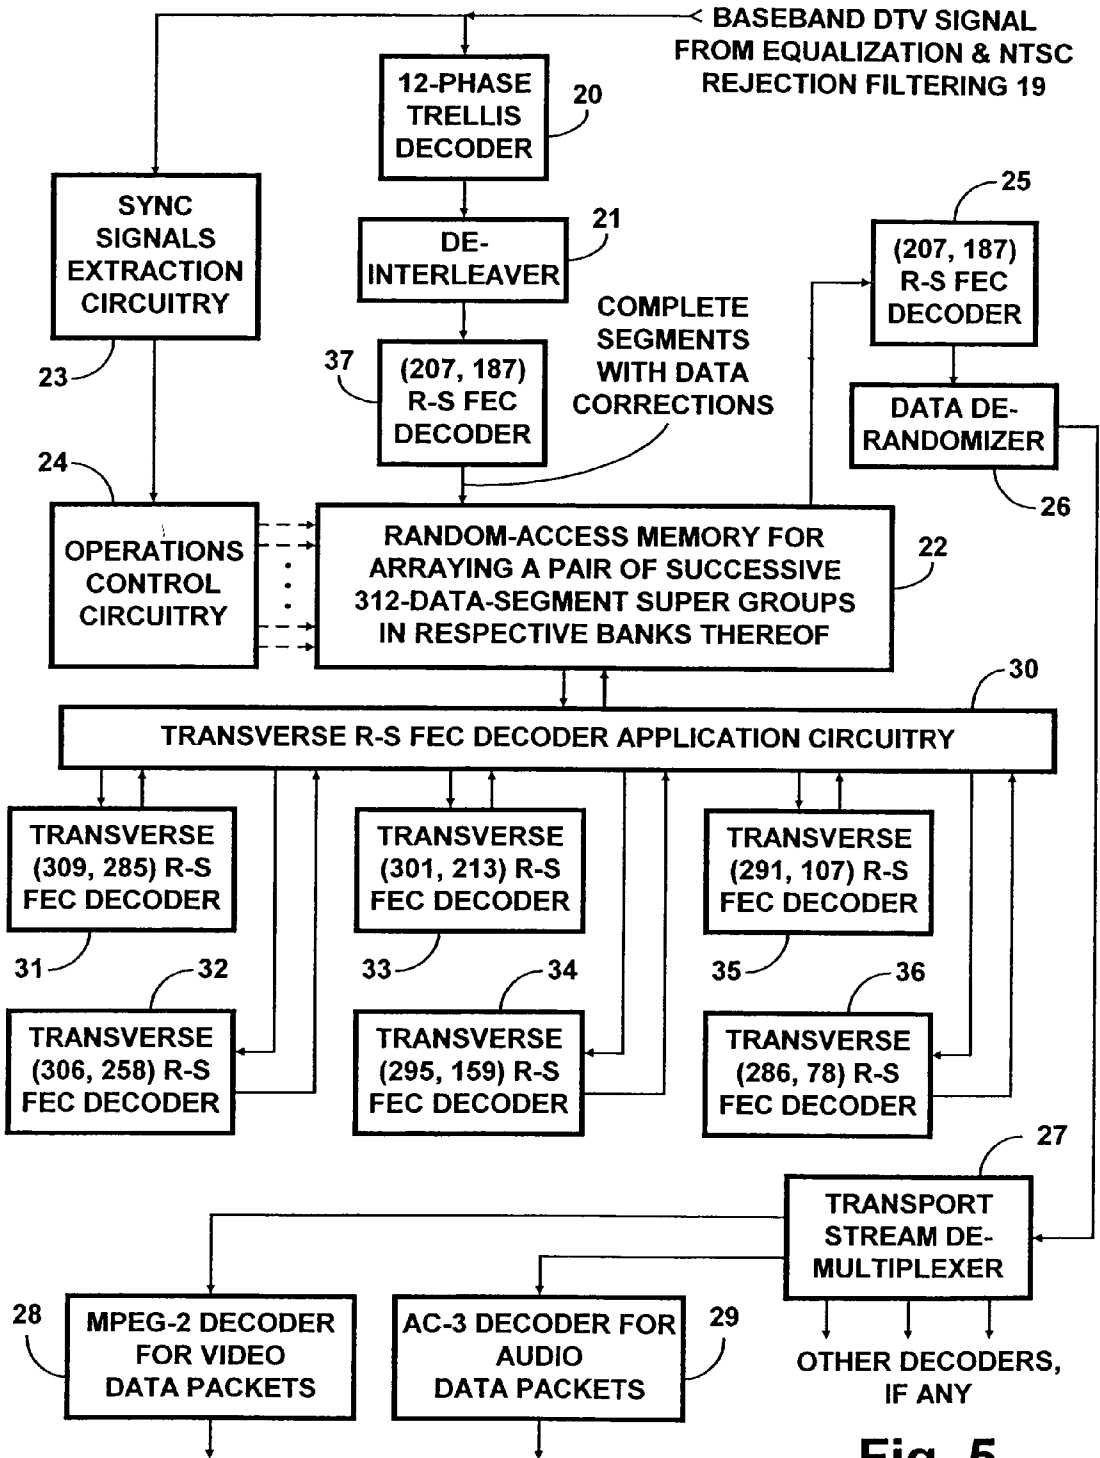 BASEBAND DTV SIGNAL
FROM EQUALIZATION & NTSC
REJECTION FILTERING 19
12-PHASE
TRELLIS
DECODER
20
SYNC
SIGNALS
EXTRACTION
CIRCUITRY
23
DE-
INTERLEAVER
21
25
(207, 187)
R-S FEC
DECODER
COMPLETE
SEGMENTS
WITH DATA
CORRECTIONS
37
(207, 187)
R-S FEC
DECODER
DATA DE-
RANDOMIZER
26
24
OPERATIONS
CONTROL
CIRCUITRY
RANDOM-ACCESS MEMORY FOR
ARRAYING A PAIR OF SUCCESSIVE
312-DATA-SEGMENT SUPER GROUPS
IN RESPECTIVE BANKS THEREOF
22
30
TRANSVERSE R-S FEC DECODER APPLICATION CIRCUITRY
TRANSVERSE
(309, 285) R-S
FEC DECODER
31
TRANSVERSE
(301, 213) R-S
FEC DECODER
33
TRANSVERSE
(291, 107) R-S
FEC DECODER
35
32
TRANSVERSE
(306, 258) R-S
FEC DECODER
34
TRANSVERSE
(295, 159) R-S
FEC DECODER
36
TRANSVERSE
(286, 78) R-S
FEC DECODER
27
TRANSPORT
STREAM DE-
MULTIPLEXER
28
MPEG-2 DECODER
FOR VIDEO
DATA PACKETS
AC-3 DECODER FOR
AUDIO
DATA PACKETS
29
OTHER DECODERS,
IF ANY
Fig. 5